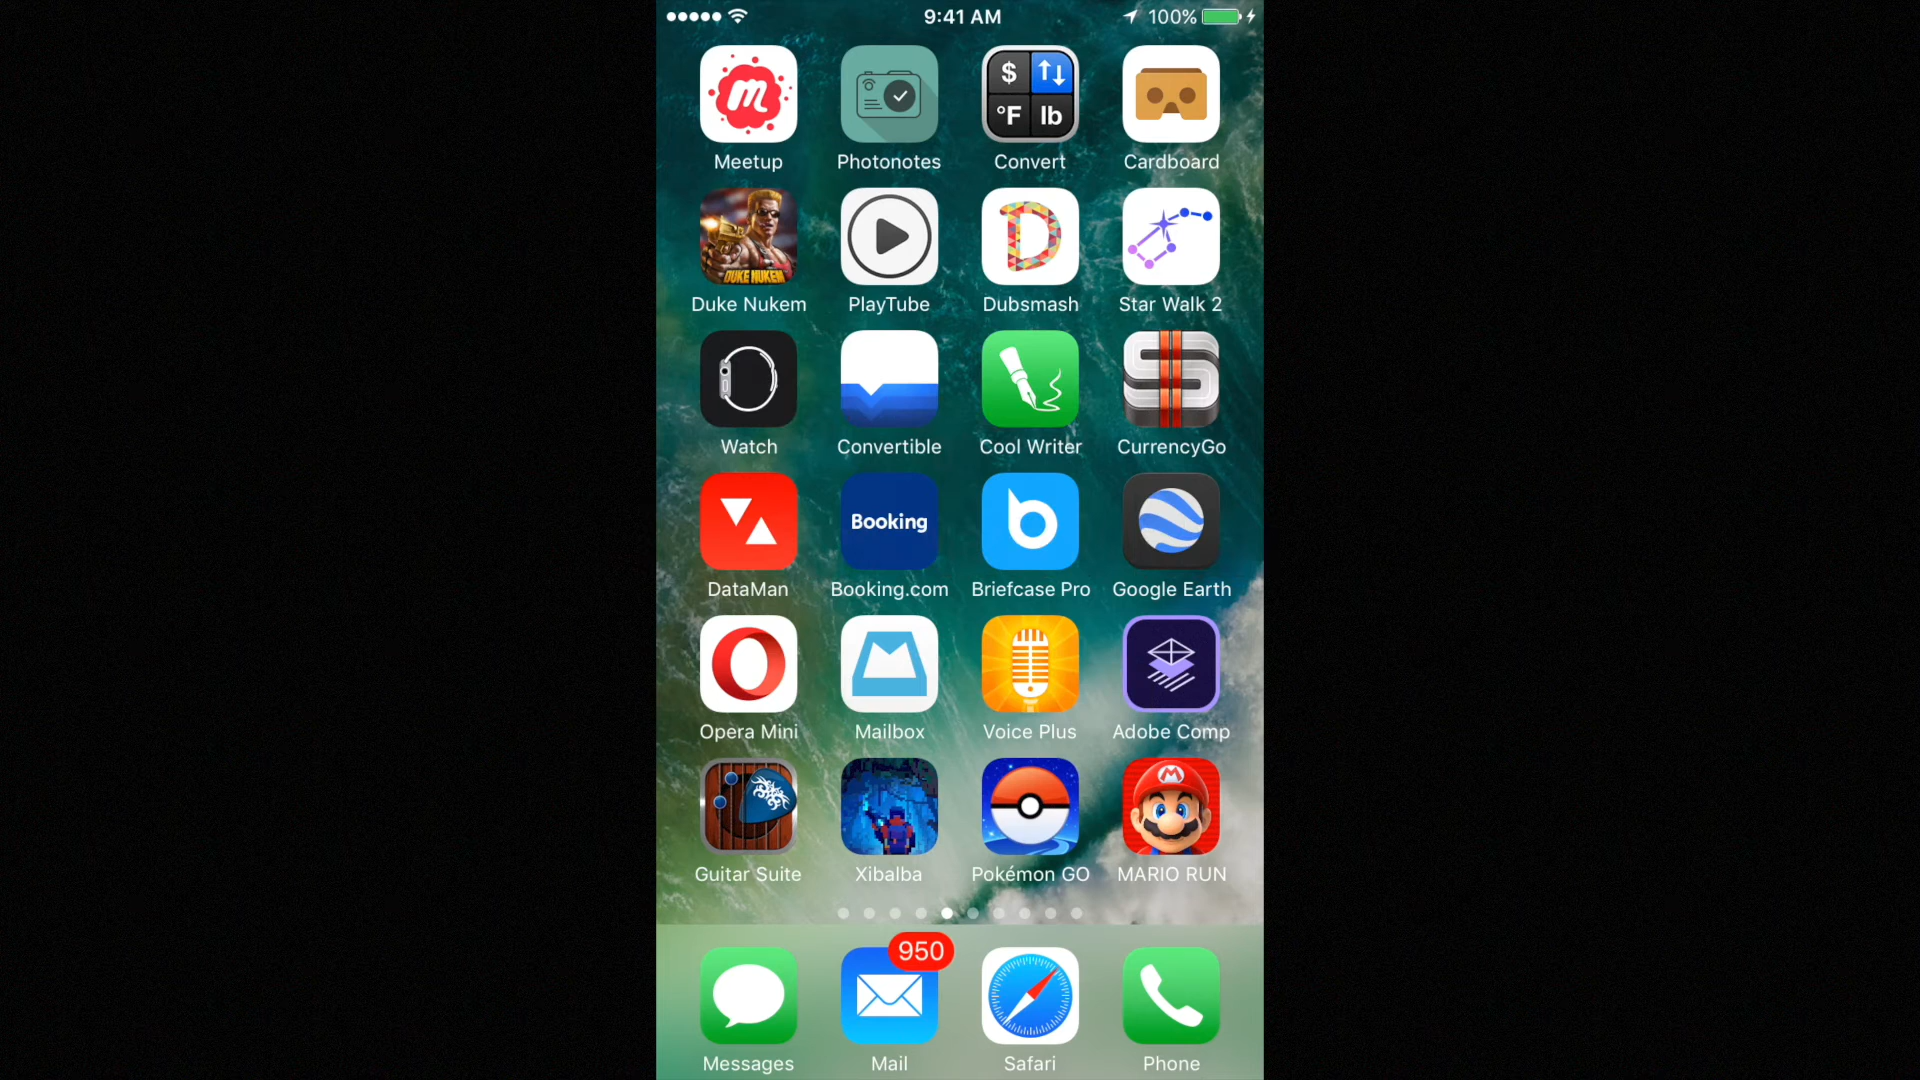 9:41 AM
100%
Meetup
Photonotes
$
°F lb
Convert
Cardboard
DUKE NUKEM
Duke Nukem
PlayTube
D
Dubsmash
Star Walk 2
Watch
Convertible
Cool Writer
CurrencyGo
DataMan
Booking
Booking.com
Briefcase Pro
Google Earth
Opera Mini
Mailbox
Voice Plus
Adobe Comp
Guitar Suite
Xibalba
Pokémon GO
M
MARIO RUN
Messages
950
Mail
Safari
Phone